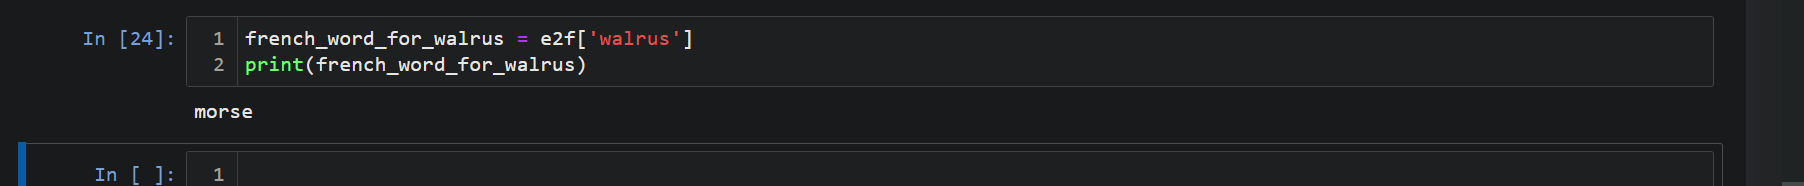 In [24]: 1 french_word_for_walrus = e2f['walrus']
2 print(french_word_for_walrus)
morse
In [ ]: 1